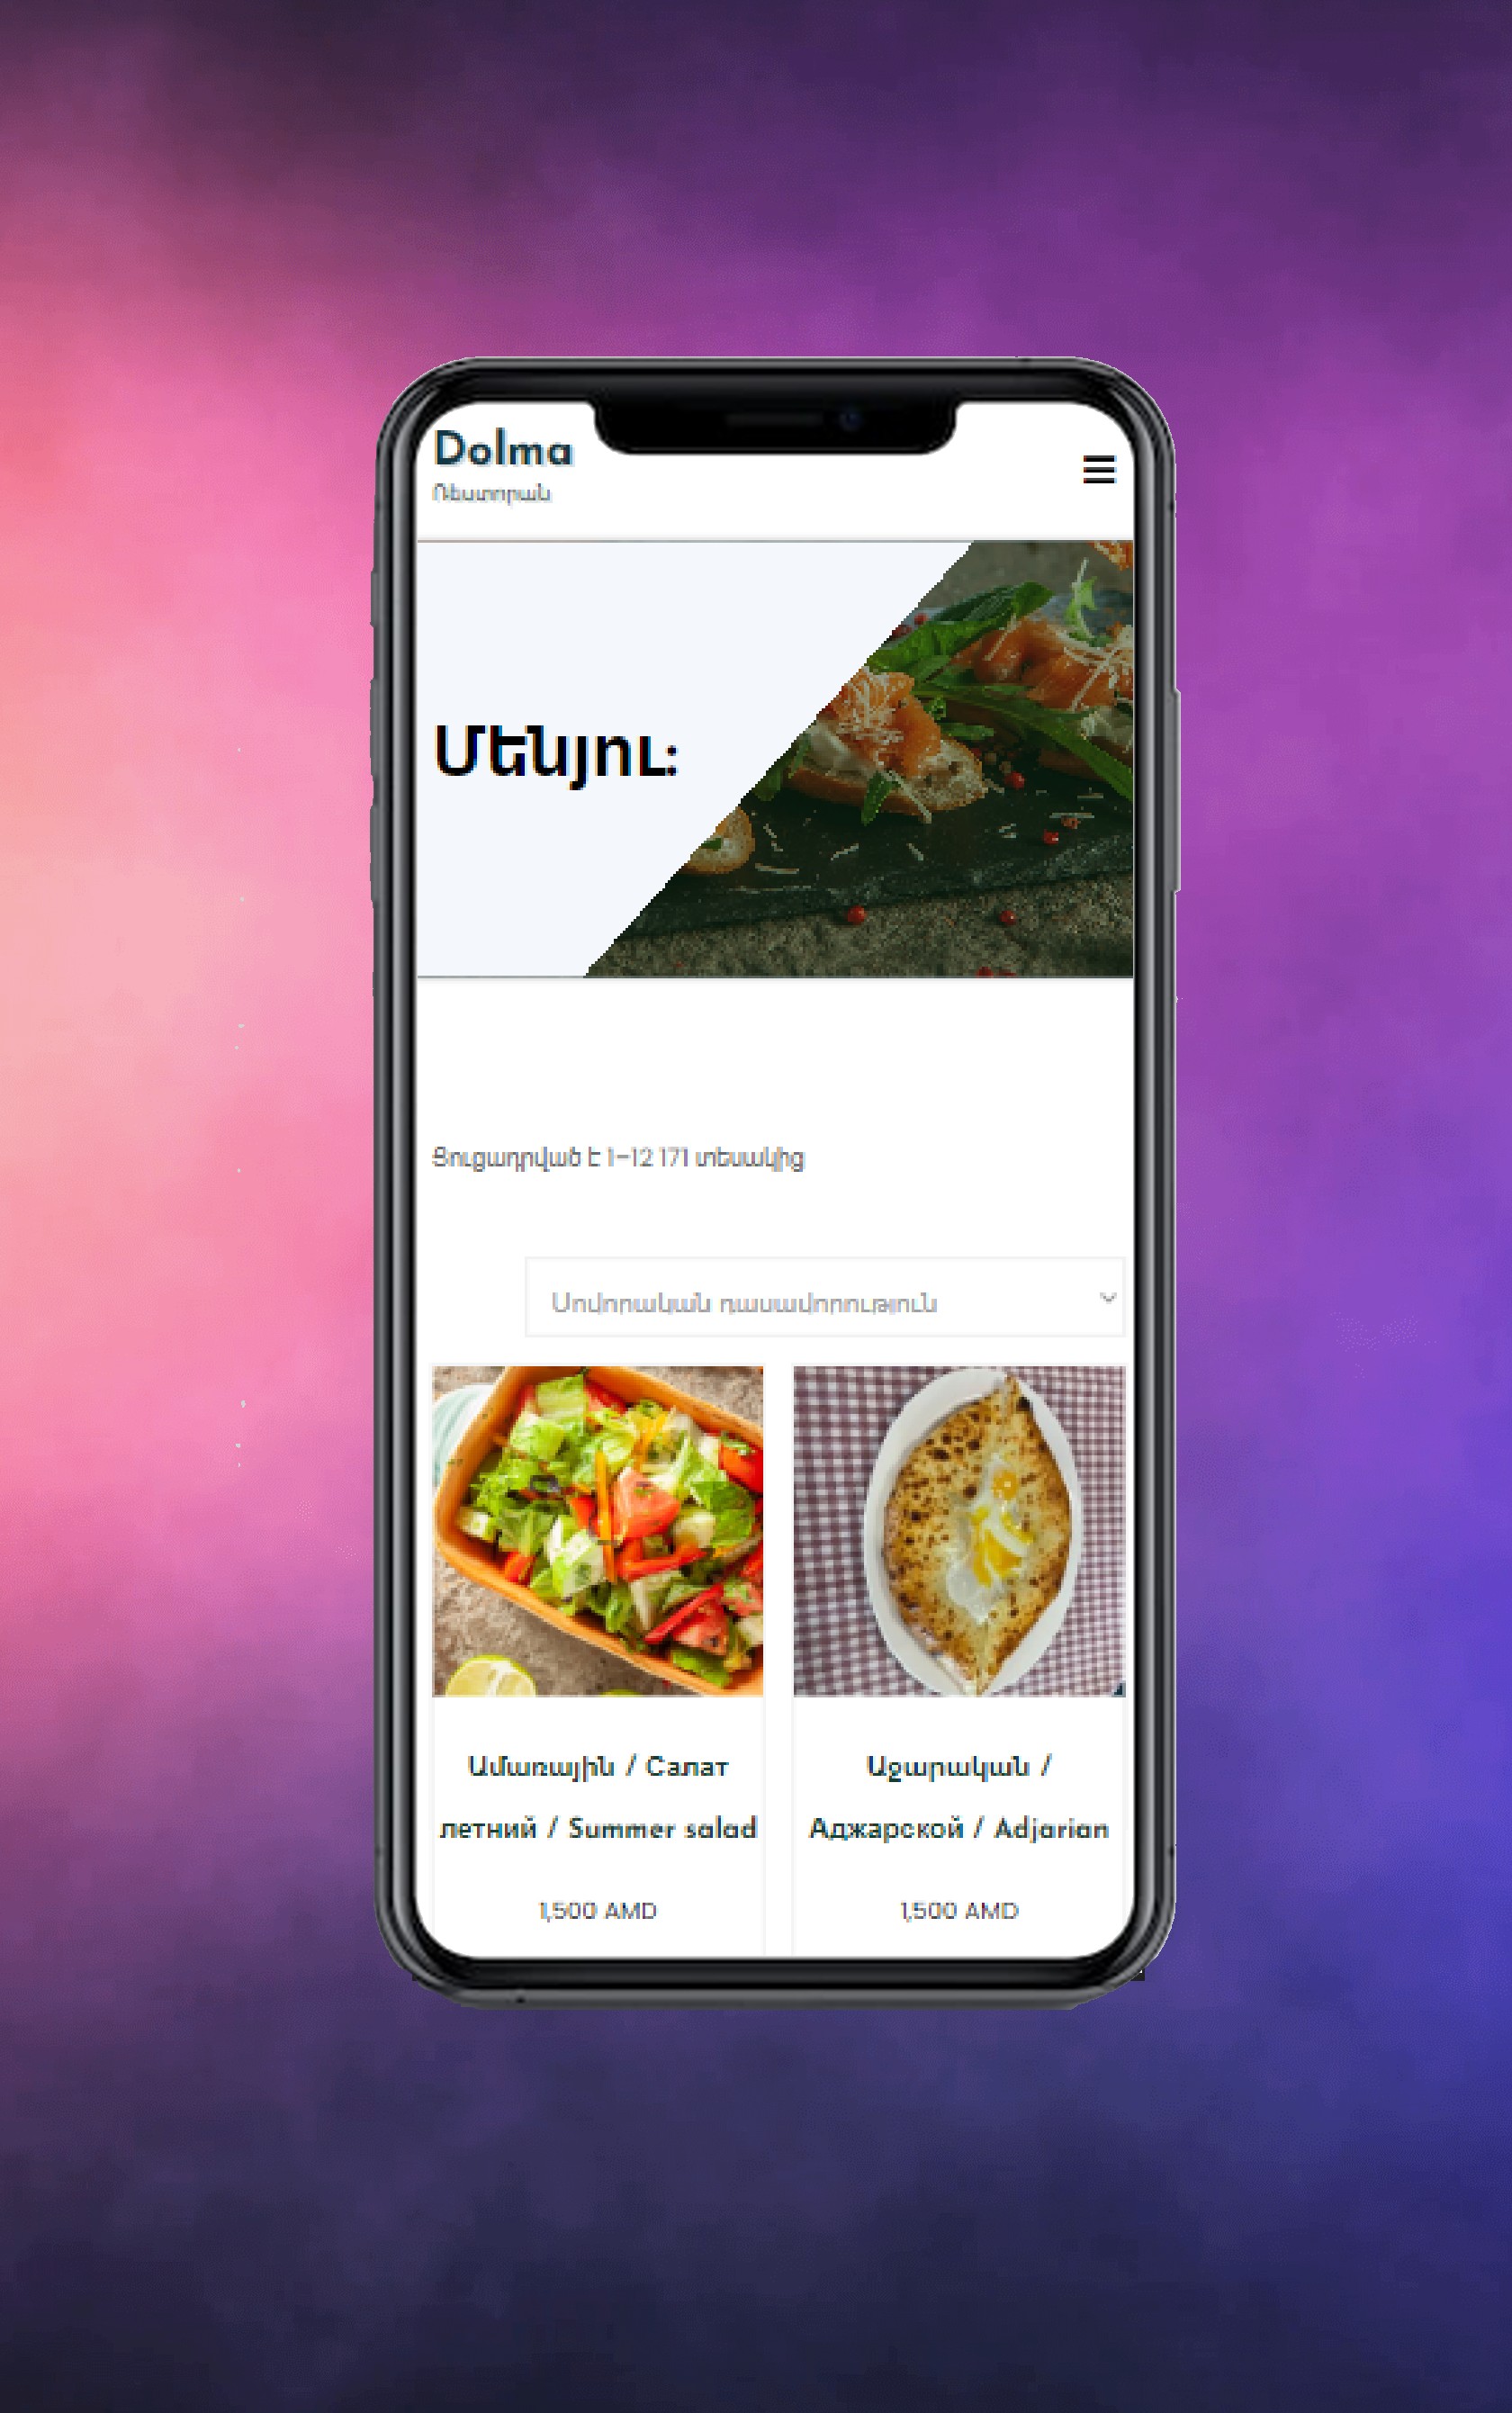 Dolma
Ռեստորան
Մենյու:
Ցուցադրված է 1–12 171 տեսակից
Սովորական դասավորություն
Ամառային / Салат
летний / Summer salad
1,500 AMD
Աջարական /
Аджарской / Adjarian
1,500 AMD